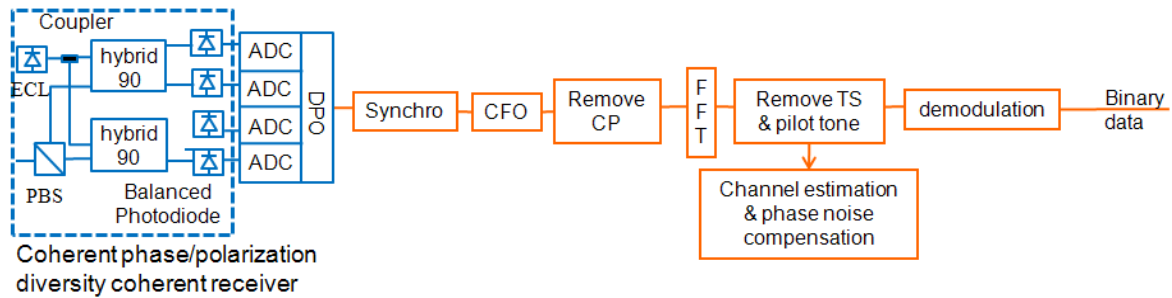 Coupler
ECL
hybrid
90
hybrid
90
PBS
Balanced
Photodiode
ADC
ADC
ADC
ADC
DPO
Synchro
CFO
Remove
CP
FFT
Remove TS
& pilot tone
demodulation
Binary
data
Channel estimation
& phase noise
compensation
Coherent phase/polarization
diversity coherent receiver